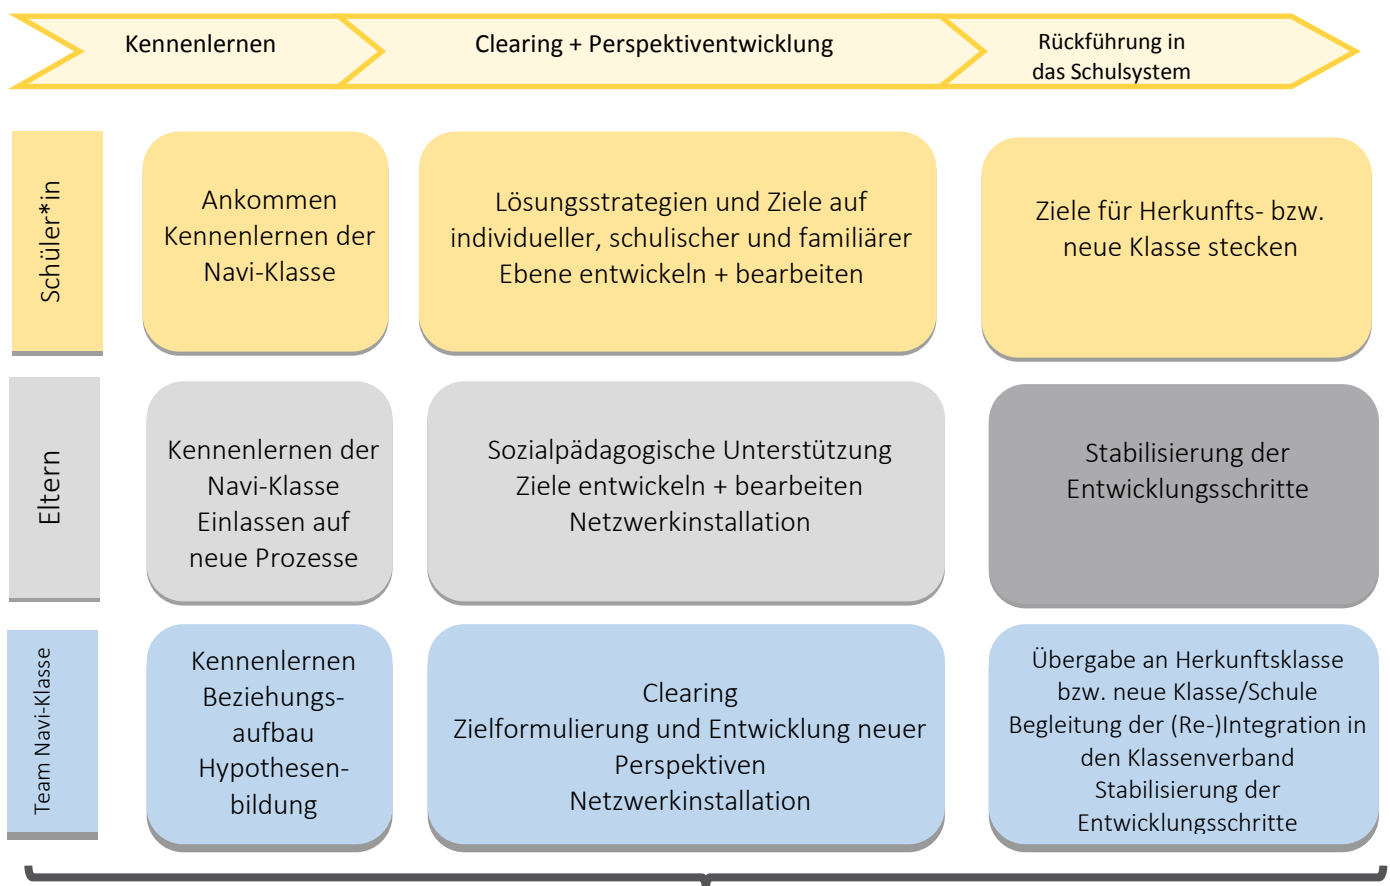 Kennenlernen
Clearing + Perspektiventwicklung
Rückführung in
das Schulsystem
Schüler*in
Ankommen
Kennenlernen der
Navi-Klasse
Lösungsstrategien und Ziele auf
individueller, schulischer und familiärer
Ebene entwickeln + bearbeiten
Ziele für Herkunfts- bzw.
neue Klasse stecken
Eltern
Kennenlernen der
Navi-Klasse
Einlassen auf
neue Prozesse
Sozialpädagogische Unterstützung
Ziele entwickeln + bearbeiten
Netzwerkinstallation
Stabilisierung der
Entwicklungsschritte
Team Navi-Klasse
Kennenlernen
Beziehungs-
aufbau
Hypothesen-
bildung
Clearing
Zielformulierung und Entwicklung neuer
Perspektiven
Netzwerkinstallation
Übergabe an Herkunftsklasse
bzw. neue Klasse/Schule
Begleitung der (Re-)Integration in
den Klassenverband
Stabilisierung der
Entwicklungsschritte